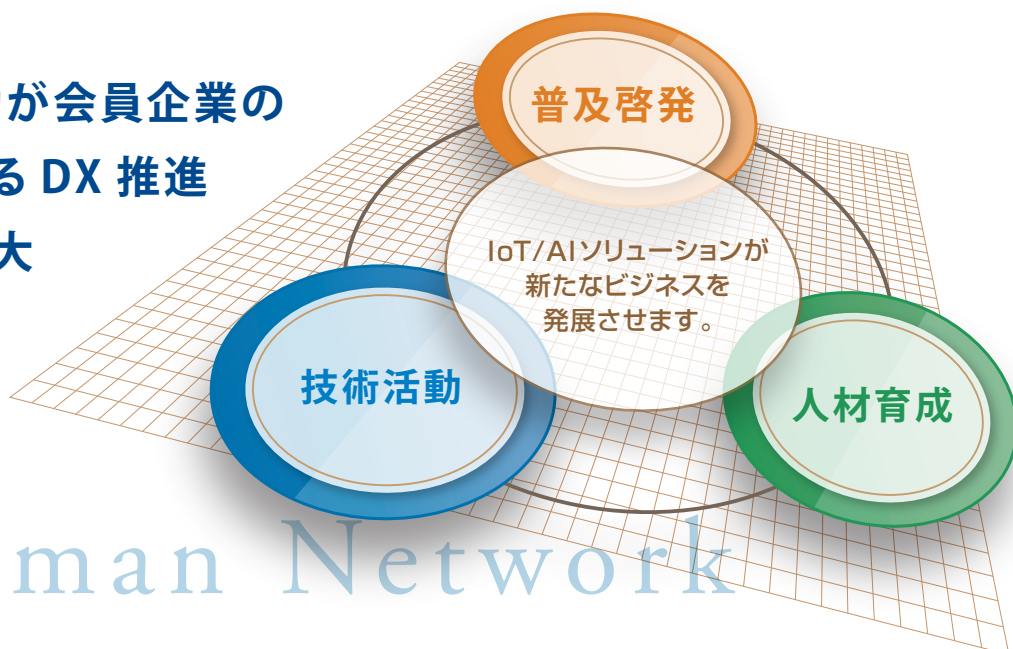 が会員企業の
る DX 推進
大
普及啓発
IoT/AIソリューションが
新たなビジネスを
発展させます。
技術活動
人材育成
man Network